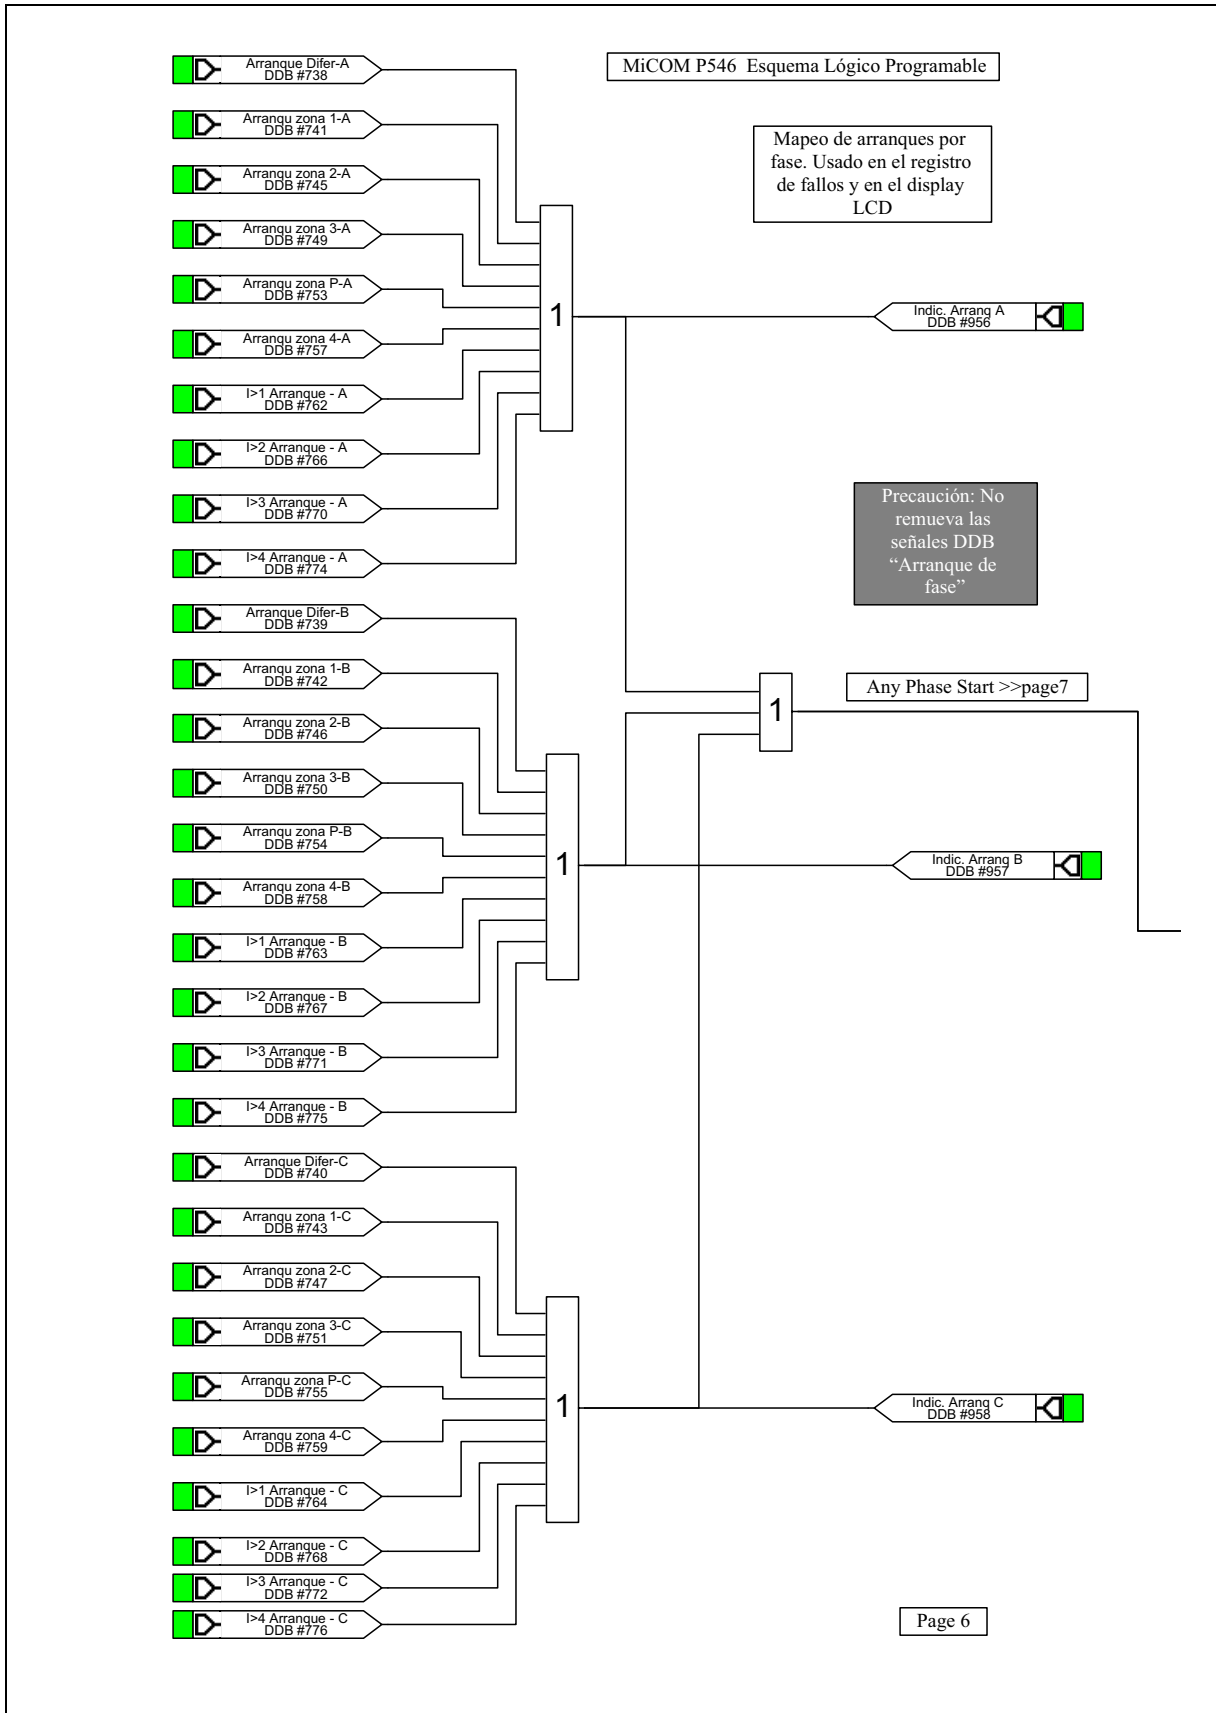 MiCOM P546 Esquema Lógico Programable
Mapeo de arranques por
fase. Usado en el registro
de fallos y en el display
LCD
Arranque Difer-A
DDB #738
Arranqu zona 1-A
DDB #741
Arranqu zona 2-A
DDB #745
Arranqu zona 3-A
DDB #749
Arranqu zona P-A
DDB #753
Arranqu zona 4-A
DDB #757
I>1 Arranque - A
DDB #762
I>2 Arranque - A
DDB #766
I>3 Arranque - A
DDB #770
I>4 Arranque - A
DDB #774
1
Indic. Arranq A
DDB #956
Precaución: No
remueva las
señales DDB
“Arranque de
fase”
Arranque Difer-B
DDB #739
Arranqu zona 1-B
DDB #742
Arranqu zona 2-B
DDB #746
Arranqu zona 3-B
DDB #750
Arranqu zona P-B
DDB #754
Arranqu zona 4-B
DDB #758
I>1 Arranque - B
DDB #763
I>2 Arranque - B
DDB #767
I>3 Arranque - B
DDB #771
I>4 Arranque - B
DDB #775
1
1
Any Phase Start >>page7
Indic. Arranq B
DDB #957
Arranque Difer-C
DDB #740
Arranqu zona 1-C
DDB #743
Arranqu zona 2-C
DDB #747
Arranqu zona 3-C
DDB #751
Arranqu zona P-C
DDB #755
Arranqu zona 4-C
DDB #759
I>1 Arranque - C
DDB #764
I>2 Arranque - C
DDB #768
I>3 Arranque - C
DDB #772
I>4 Arranque - C
DDB #776
1
Indic. Arranq C
DDB #958
Page 6